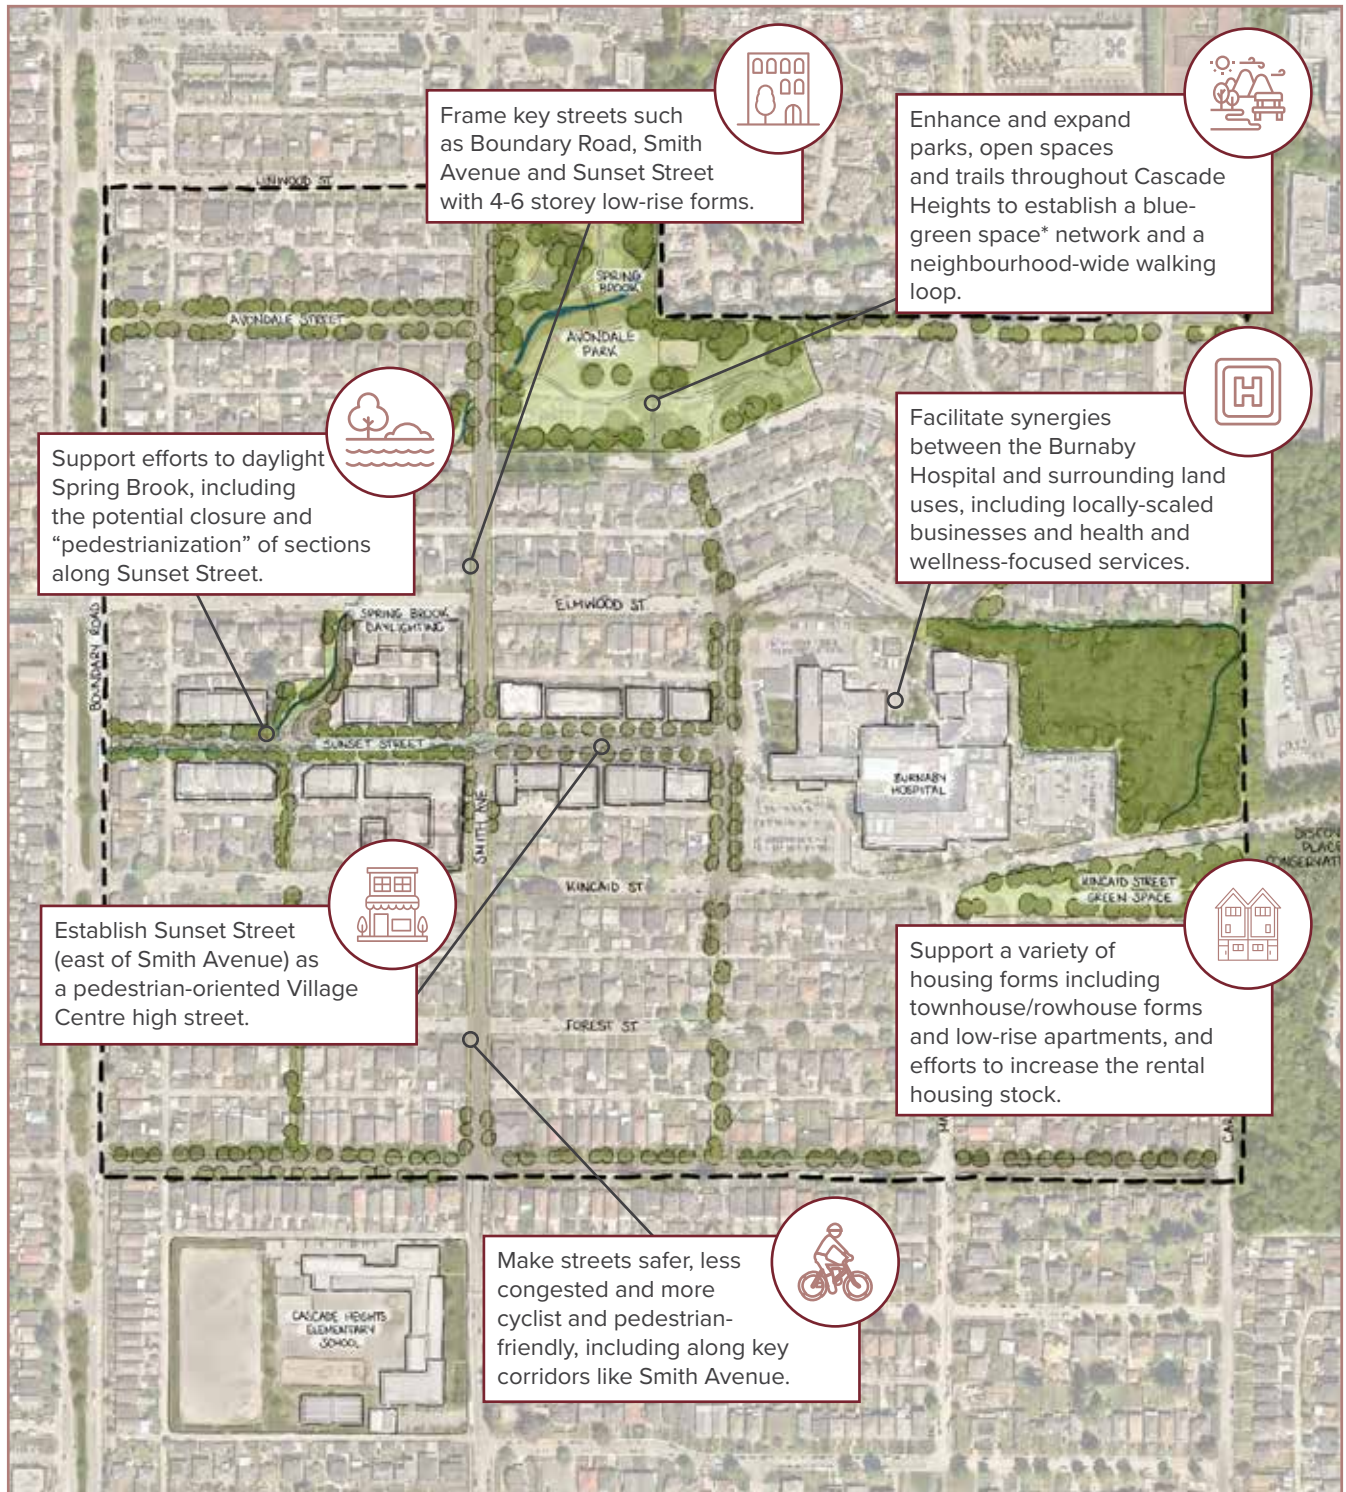 Frame key streets such
as Boundary Road, Smith
Avenue and Sunset Street
with 4-6 storey low-rise forms.
Enhance and expand
parks, open spaces
and trails throughout Cascade
Heights to establish a blue-
green space* network and a
neighbourhood-wide walking
loop.
LINWOOD ST
SPRING
BROOK
AVONDALE STREET
AVONDALE
PARK
H
Facilitate synergies
between the Burnaby
Hospital and surrounding land
uses, including locally-scaled
businesses and health and
wellness-focused services.
Support efforts to daylight
Spring Brook, including
the potential closure and
“pedestrianization” of sections
along Sunset Street.
BOUNDARY ROAD
SPRING BROOK
DAYLIGHTING
ELMWOOD ST
SUNSET STREET
BURNABY
HOSPITAL
SMITH AVE
KINCAID ST
KINCAID STREET
GREEN SPACE
Establish Sunset Street
(east of Smith Avenue) as
a pedestrian-oriented Village
Centre high street.
Support a variety of
housing forms including
townhouse/rowhouse forms
and low-rise apartments, and
efforts to increase the rental
housing stock.
FOREST ST
Make streets safer, less
congested and more
cyclist and pedestrian-
friendly, including along key
corridors like Smith Avenue.
CASCADE HEIGHTS
ELEMENTARY
SCHOOL